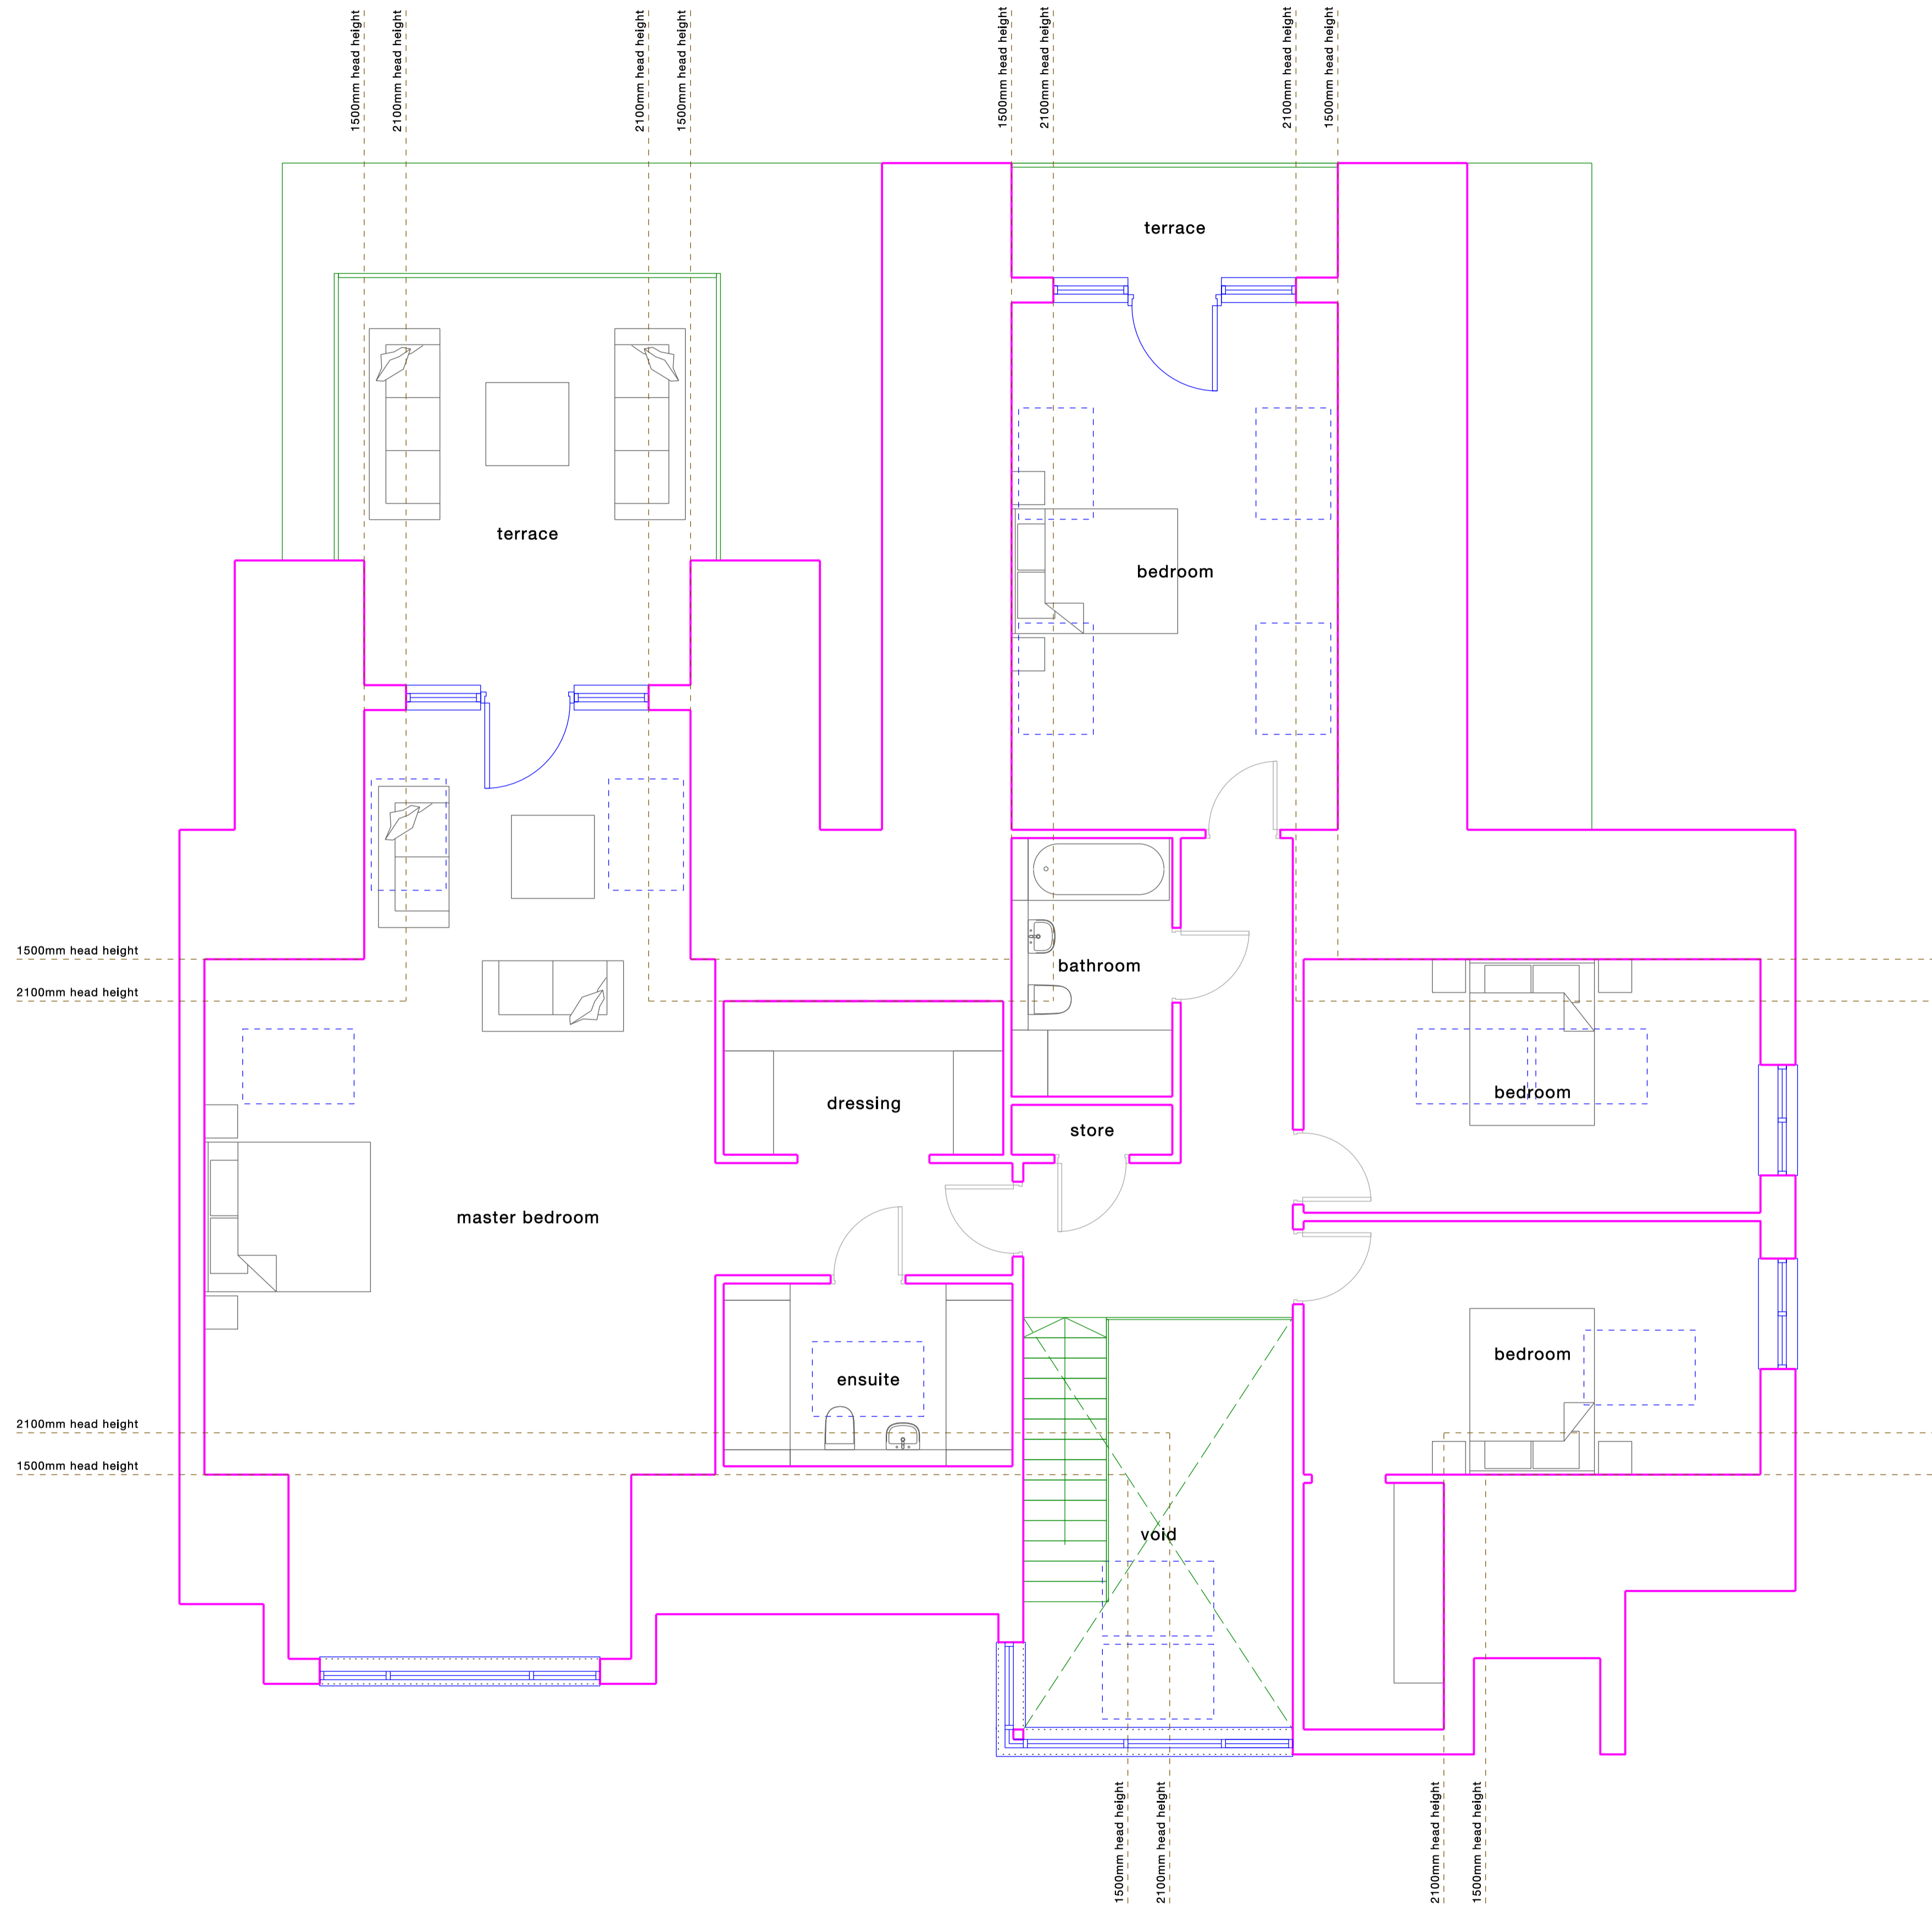 1500mm head height
2100mm head height
2100mm head height
1500mm head height
1500mm head height
2100mm head height
2100mm head height
1500mm head height
terrace
terrace
bedroom
1500mm head height
2100mm head height
bathroom
bedroom
dressing
store
master bedroom
bedroom
ensuite
2100mm head height
1500mm head height
void
1500mm head height
2100mm head height
2100mm head height
1500mm head height